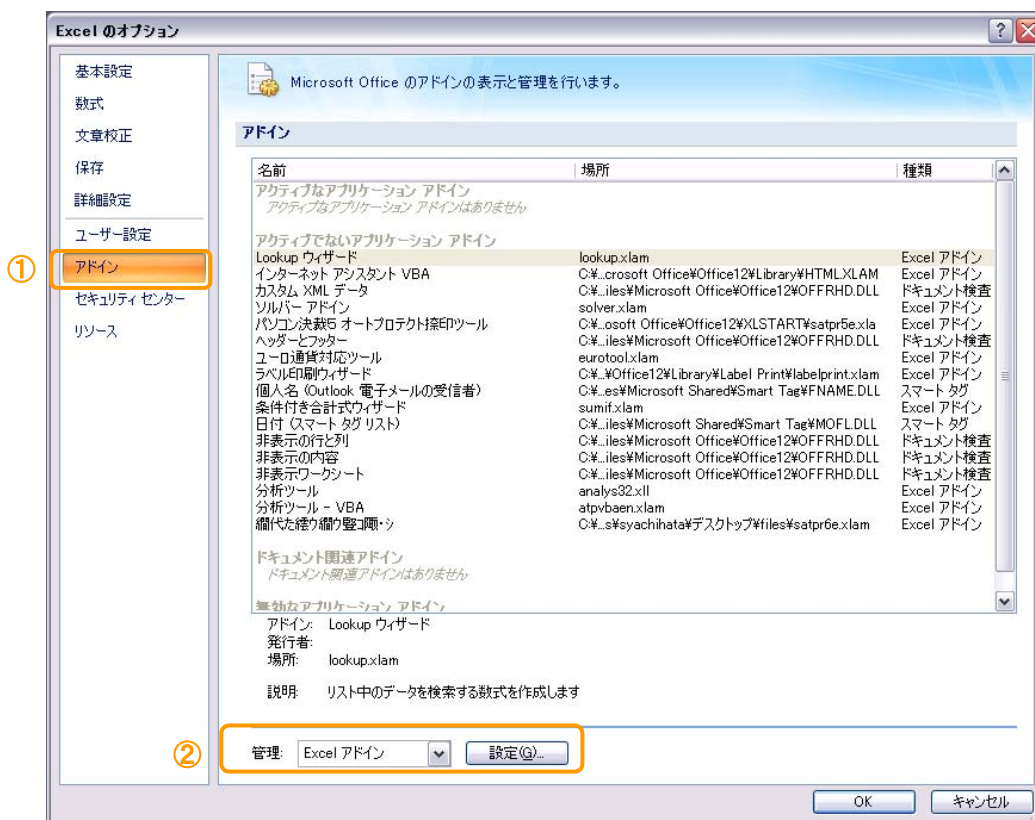 Excel のオプション
基本設定
数式
文章校正
保存
詳細設定
ユーザー設定
① アドイン
セキュリティ センター
リソース
Microsoft Office のアドインの表示と管理を行います。
アドイン
名前 場所 種類
アクティブなアプリケーション アドイン
アクティブなアプリケーション アドインはありません
アクティブでないアプリケーション アドイン
Lookup ウィザード lookup.xlam Excel アドイン
インターネット アシスタント VBA C:¥...crosoft Office¥Office12¥Library¥HTML.XLAM Excel アドイン
カスタム XML データ C:¥...iles¥Microsoft Office¥Office12¥OFFRHD.DLL ドキュメント検査
ソルバー アドイン solver.xlam Excel アドイン
パソコン決裁5 オートプロテクト捺印ツール C:¥...osoft Office¥Office12¥XLSTART¥satpr5e.xla Excel アドイン
ヘッダーとフッター C:¥...iles¥Microsoft Office¥Office12¥OFFRHD.DLL ドキュメント検査
ユーロ通貨対応ツール eurotool.xlam Excel アドイン
ラベル印刷ウィザード C:¥...¥Office12¥Library¥Label Print¥labelprint.xlam Excel アドイン
個人名 (Outlook 電子メールの受信者) C:¥...es¥Microsoft Shared¥Smart Tag¥FNAME.DLL スマート タグ
条件付き合計式ウィザード sumif.xlam Excel アドイン
日付 (スマート タグ リスト) C:¥...iles¥Microsoft Shared¥Smart Tag¥MOFL.DLL スマート タグ
非表示の行と列 C:¥...iles¥Microsoft Office¥Office12¥OFFRHD.DLL ドキュメント検査
非表示の内容 C:¥...iles¥Microsoft Office¥Office12¥OFFRHD.DLL ドキュメント検査
非表示ワークシート C:¥...iles¥Microsoft Office¥Office12¥OFFRHD.DLL ドキュメント検査
分析ツール analys32.xll Excel アドイン
分析ツール - VBA atpvbaen.xlam Excel アドイン
C:¥...s¥syachihata¥デスクトップ¥files¥satpr6e.xlam Excel アドイン
ドキュメント関連アドイン
ドキュメント関連アドインはありません
無効なアプリケーション アドイン
アドイン: Lookup ウィザード
発行者:
場所: lookup.xlam
説明: リスト中のデータを検索する数式を作成します
② 管理: Excel アドイン 設定(G)...
OK キャンセル